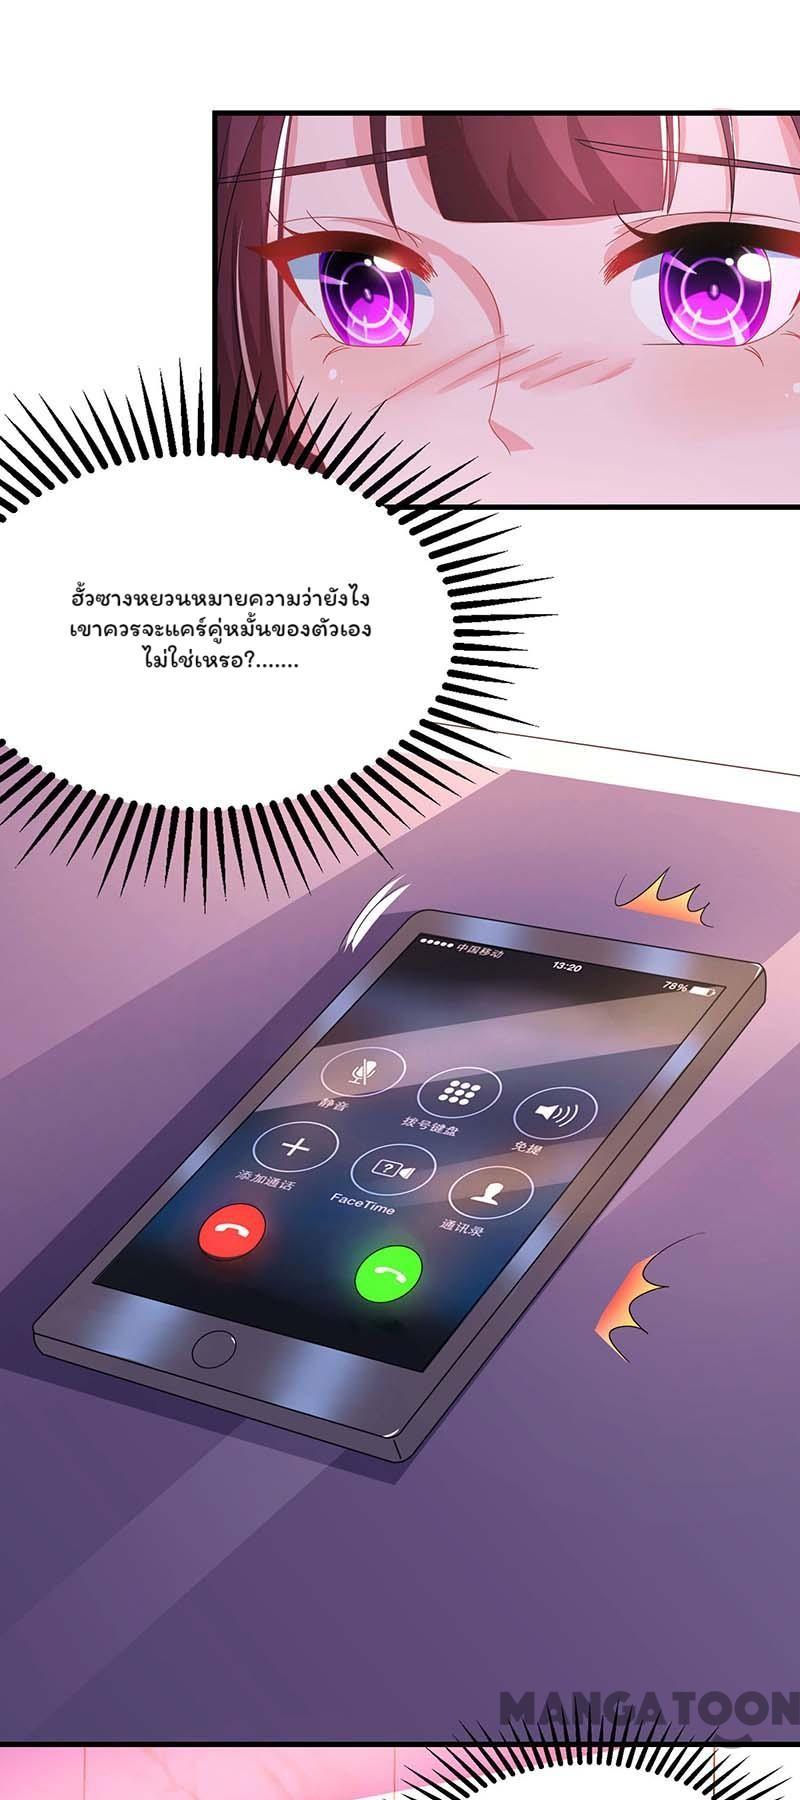 ฮั้วซางหยวนหมายความว่ายังไง
เขาควรจะแคร์คู่หมั้นของตัวเอง
ไม่ใช่เหรอ?.......
中国移动 13:20 78%
静音 拨号键盘 免提
添加通话 FaceTime 通讯录
MANGATOON